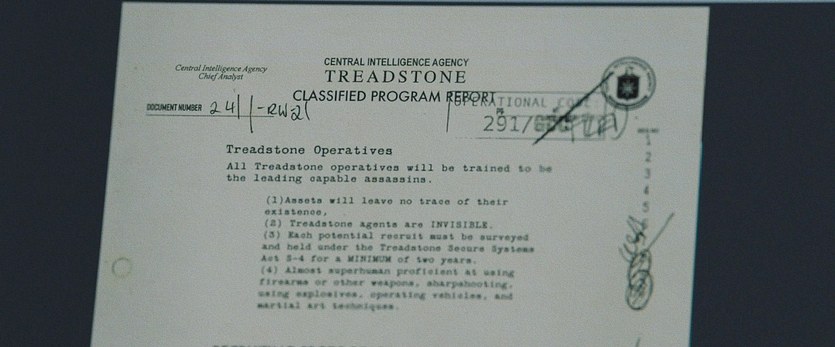 Central Intelligence Agency
Chief Analyst
CENTRAL INTELLIGENCE AGENCY
TREADSTONE
CLASSIFIED PROGRAM REPORT
OPERATIONAL CODE
DOCUMENT NUMBER
291/
Treadstone Operatives
All Treadstone operatives will be trained to be
the leading capable assassins.
(1)Assets will leave no trace of their
existence,
(2) Treadstone agents are INVISIBLE.
(3) Each potential recruit must be surveyed
and held under the Treadstone Secure Systems
Act S-4 for a MINIMUM of two years.
(4) Almost superhuman proficient at using
firearms or other weapons, sharpshooting,
using explosives, operating vehicles, and
martial art techniques.
1
2
3
4
5